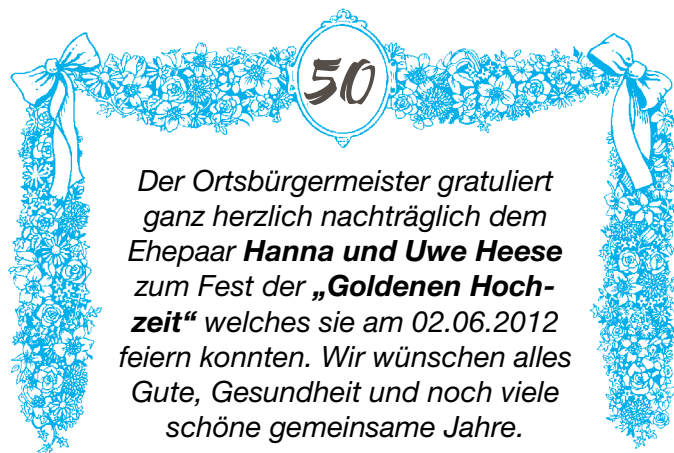 50
Der Ortsbürgermeister gratuliert
ganz herzlich nachträglich dem
Ehepaar Hanna und Uwe Heese
zum Fest der „Goldenen Hoch-
zeit“ welches sie am 02.06.2012
feiern konnten. Wir wünschen alles
Gute, Gesundheit und noch viele
schöne gemeinsame Jahre.